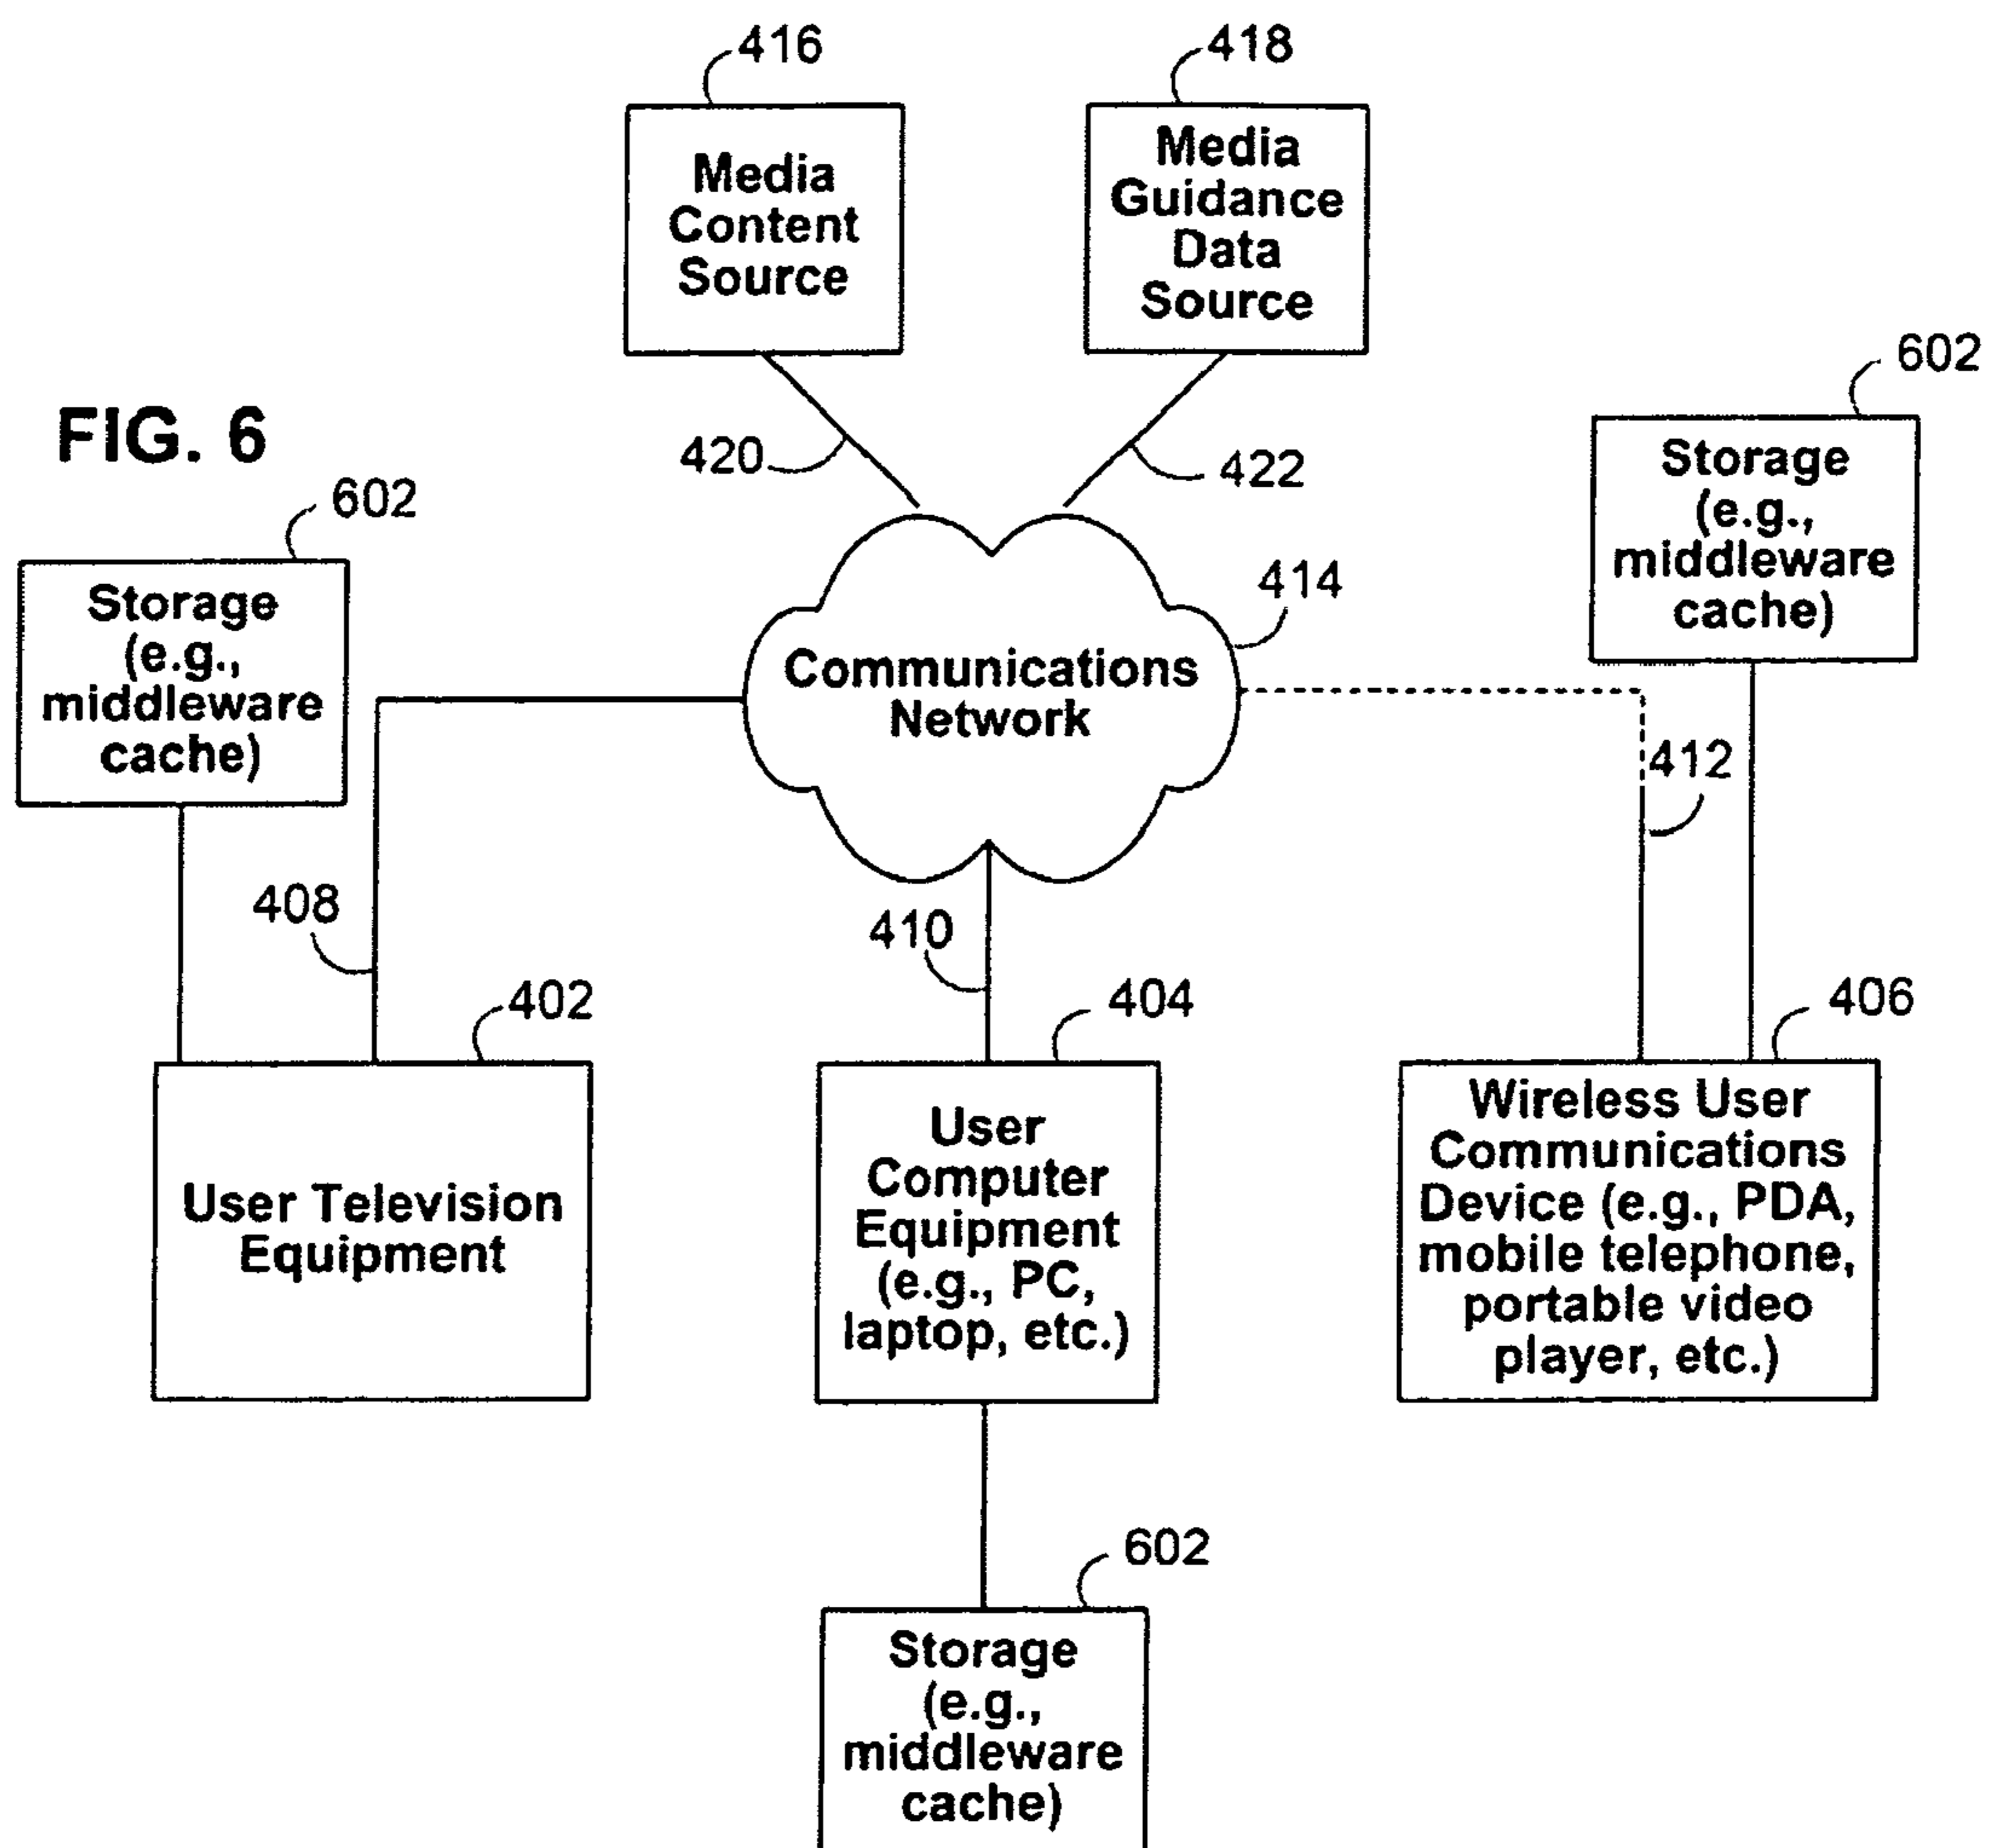 416
418
Media
Content
Source
Media
Guidance
Data
Source
602
FIG. 6
420
422
Storage
(e.g.,
middleware
cache)
602
Storage
(e.g.,
middleware
cache)
414
Communications
Network
412
408
410
402
404
406
User Television
Equipment
User
Computer
Equipment
(e.g., PC,
laptop, etc.)
Wireless User
Communications
Device (e.g., PDA,
mobile telephone,
portable video
player, etc.)
602
Storage
(e.g.,
middleware
cache)